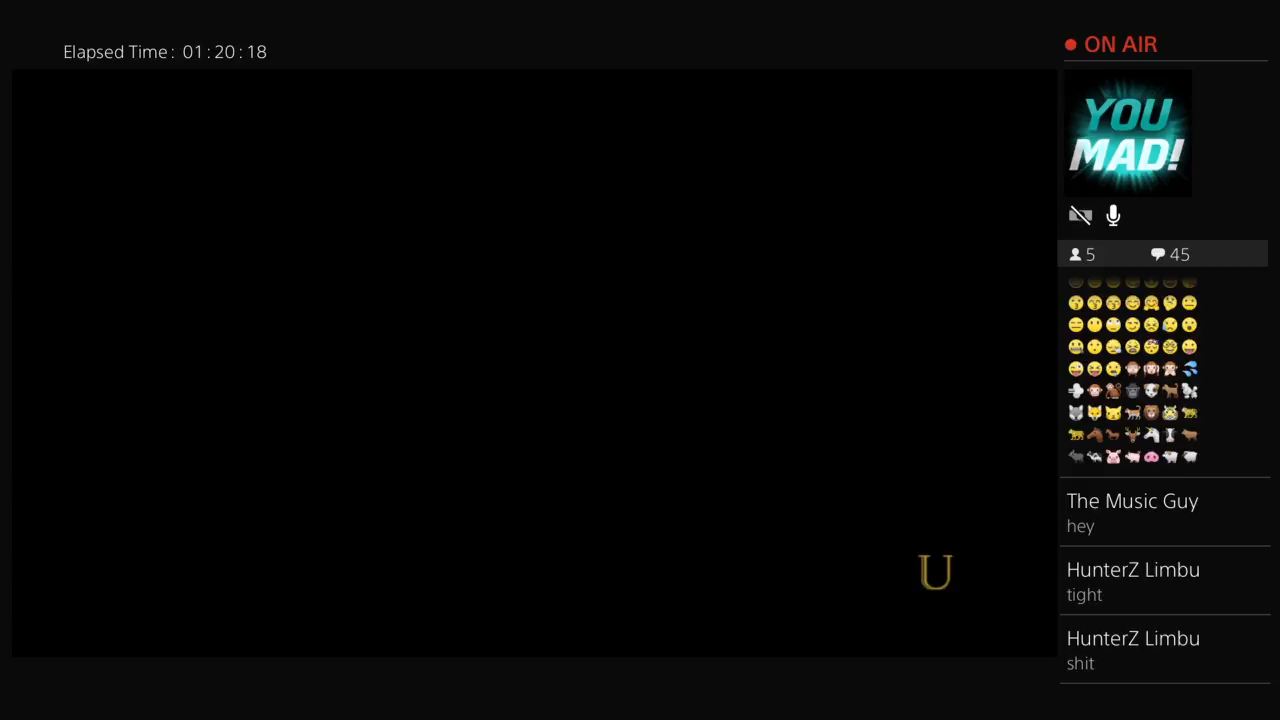 Elapsed Time: 01:20:18
ON AIR
YOU
MAD!
5 45
The Music Guy
hey
HunterZ Limbu
tight
HunterZ Limbu
shit
U